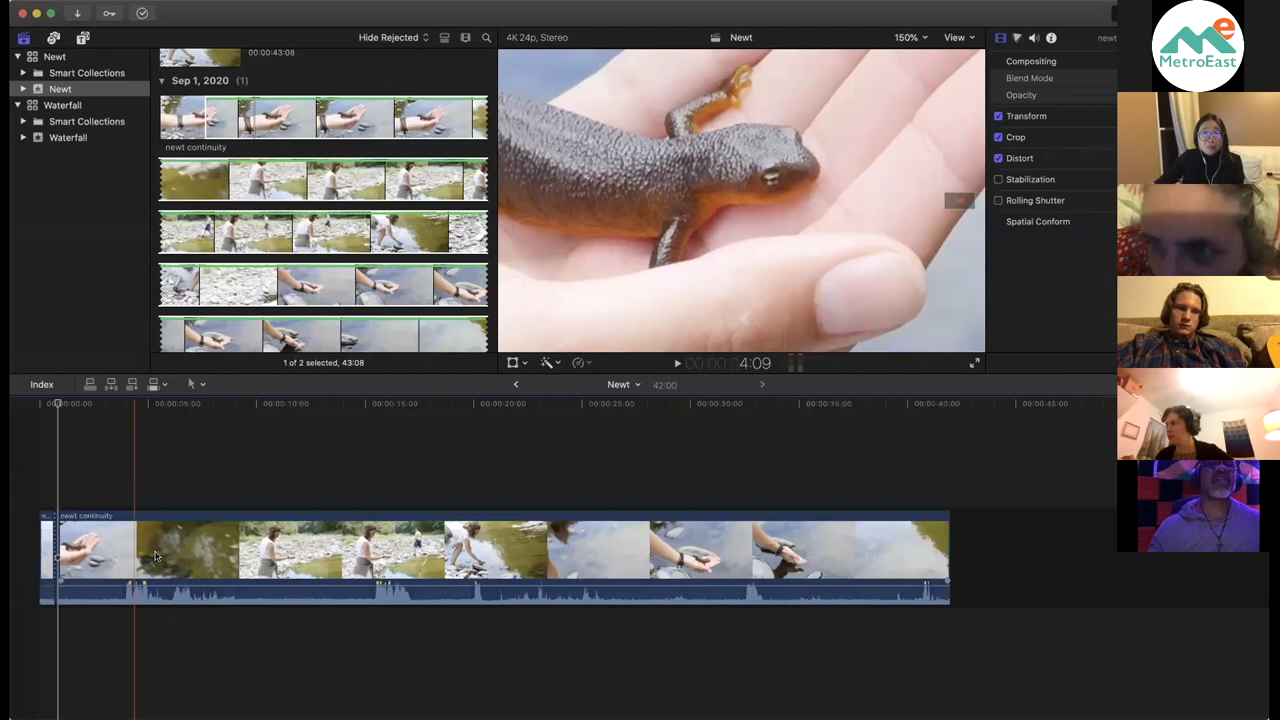 Hide Rejected
4K 24p, Stereo
Newt
150%
View
newt
MetroEast
Newt
Smart Collections
Newt
Waterfall
Smart Collections
Waterfall
00:00:43:08
Sep 1, 2020 (1)
newt continuity
Compositing
Blend Mode
Opacity
Transform
Crop
Distort
Stabilization
Rolling Shutter
Spatial Conform
1 of 2 selected, 43:08
4:09
Index
Newt
42:00
00:00:05:00
00:00:10:00
00:00:15:00
00:00:20:00
00:00:25:00
00:00:30:00
00:00:35:00
00:00:40:00
00:00:45:00
n...
newt continuity